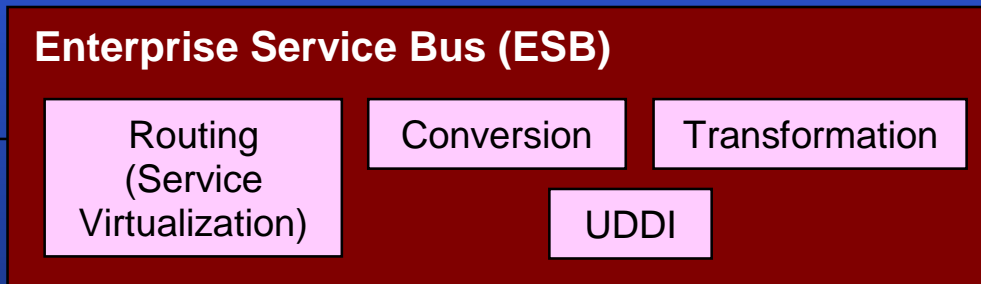 Enterprise Service Bus (ESB)
Routing
(Service
Virtualization)
Conversion
Transformation
UDDI